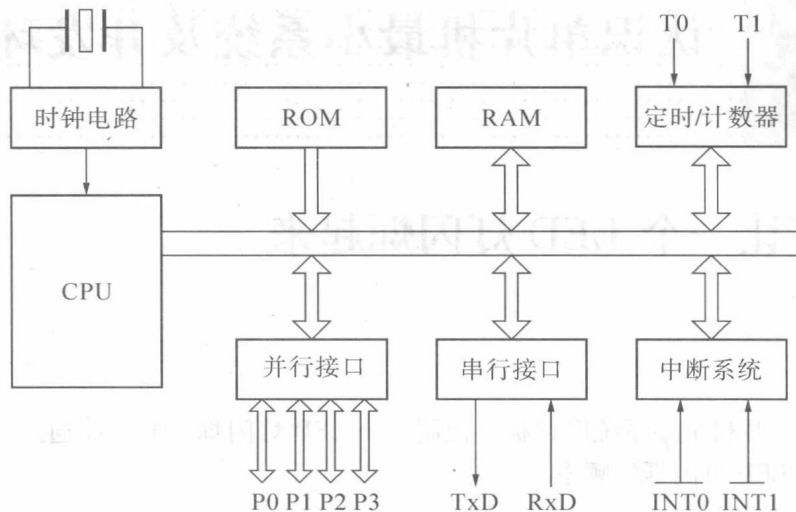 T0 T1
时钟电路 ROM RAM 定时/计数器
CPU
并行接口 串行接口 中断系统
P0 P1 P2 P3 TxD RxD INT0 INT1